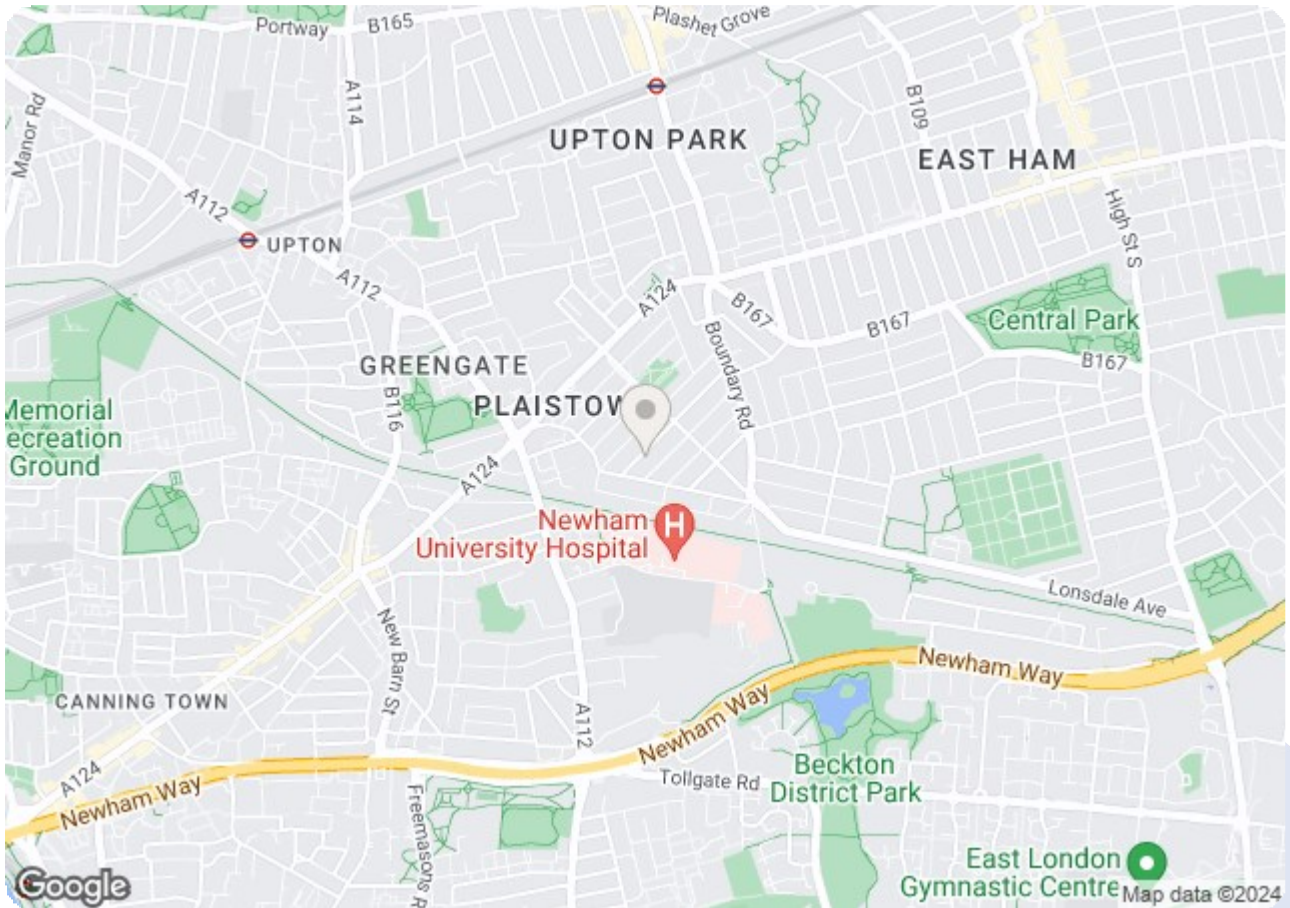 Portway
B165
Plashet Grove
Manor Rd
A114
B109
UPTON PARK
EAST HAM
A112
UPTON
High St S
A112
A124
B167
B167
Central Park
B167
GREENGATE
Boundary Rd
B116
PLAISTOW
Memorial
Recreation
Ground
A124
Newham
University Hospital
H
Lonsdale Ave
New Barn St
Newham Way
CANNING TOWN
A112
Newham Way
A124
Newham Way
Tollgate Rd
Beckton
District Park
Freemasons R
East London
Gymnastic Centre
Google
Map data ©2024